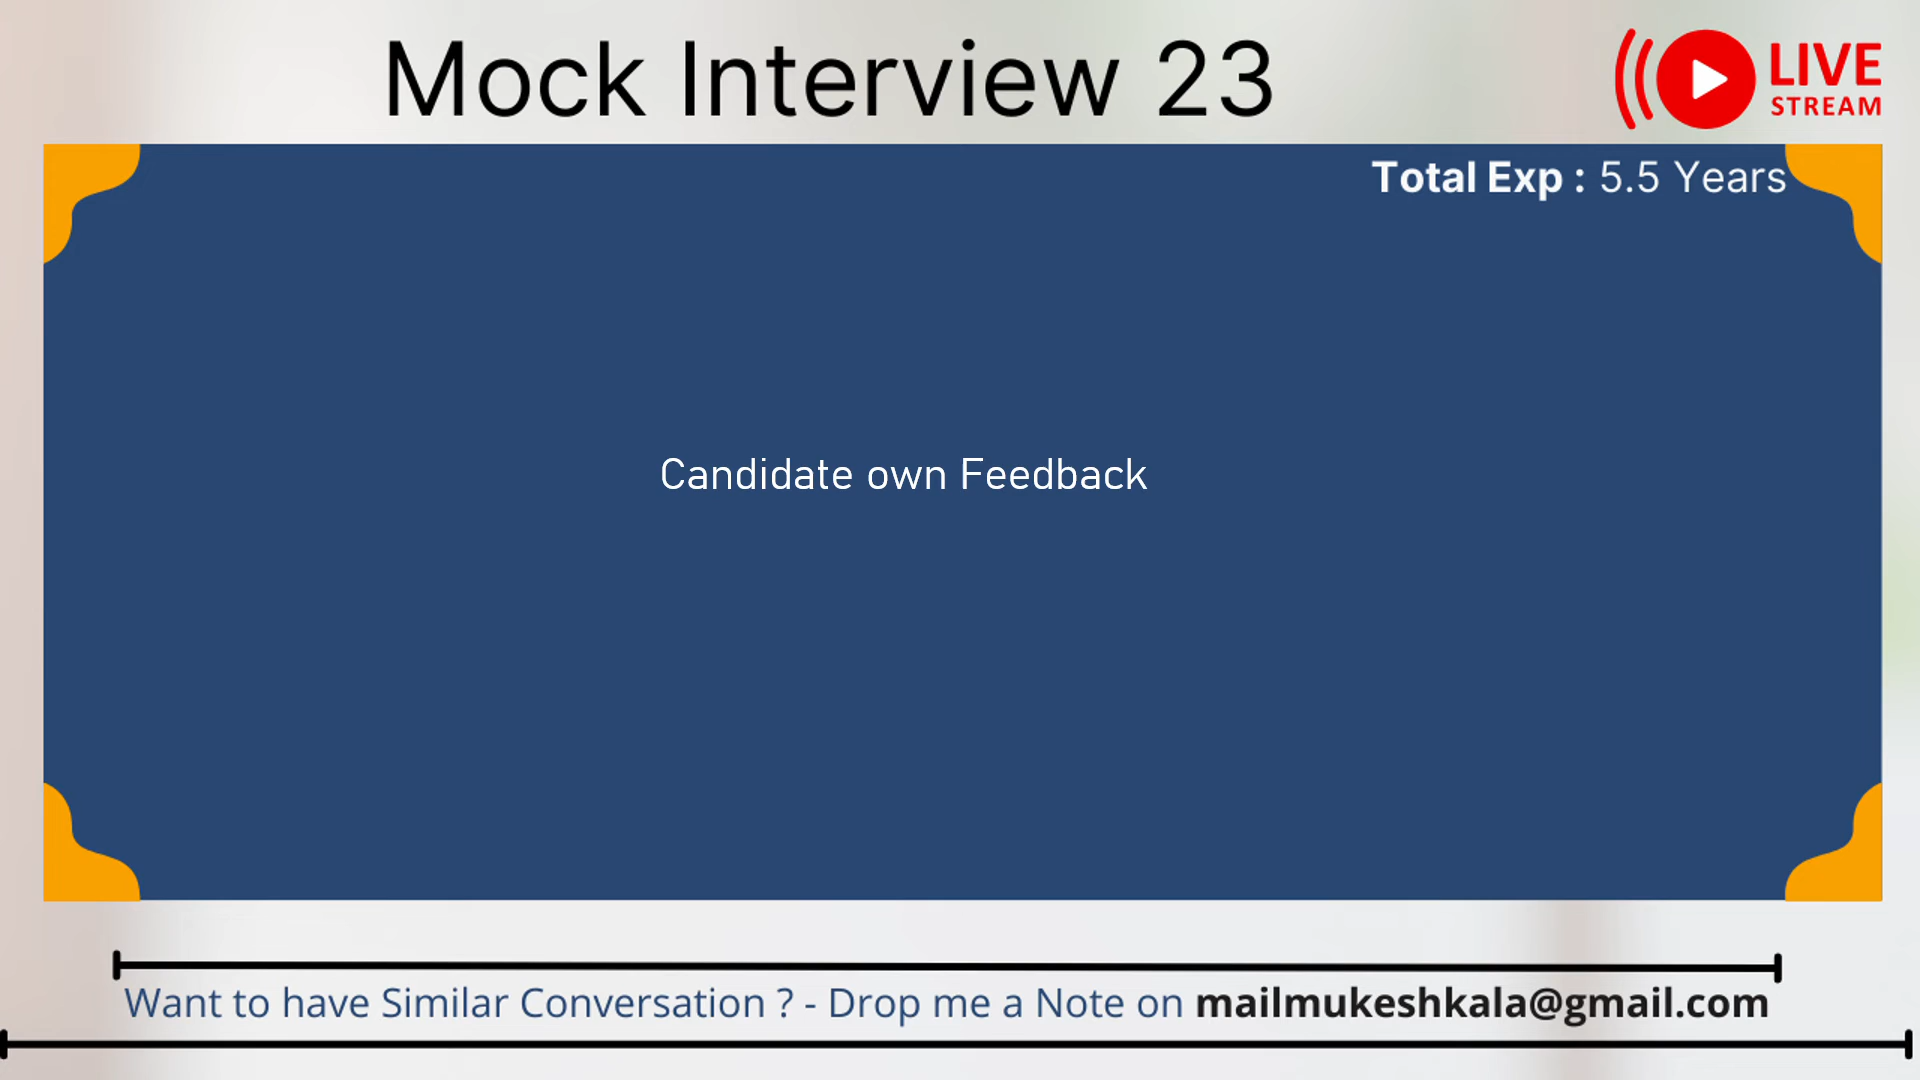 Mock Interview 23
LIVE
STREAM
Total Exp : 5.5 Years
Candidate own Feedback
Want to have Similar Conversation ? - Drop me a Note on mailmukeshkala@gmail.com